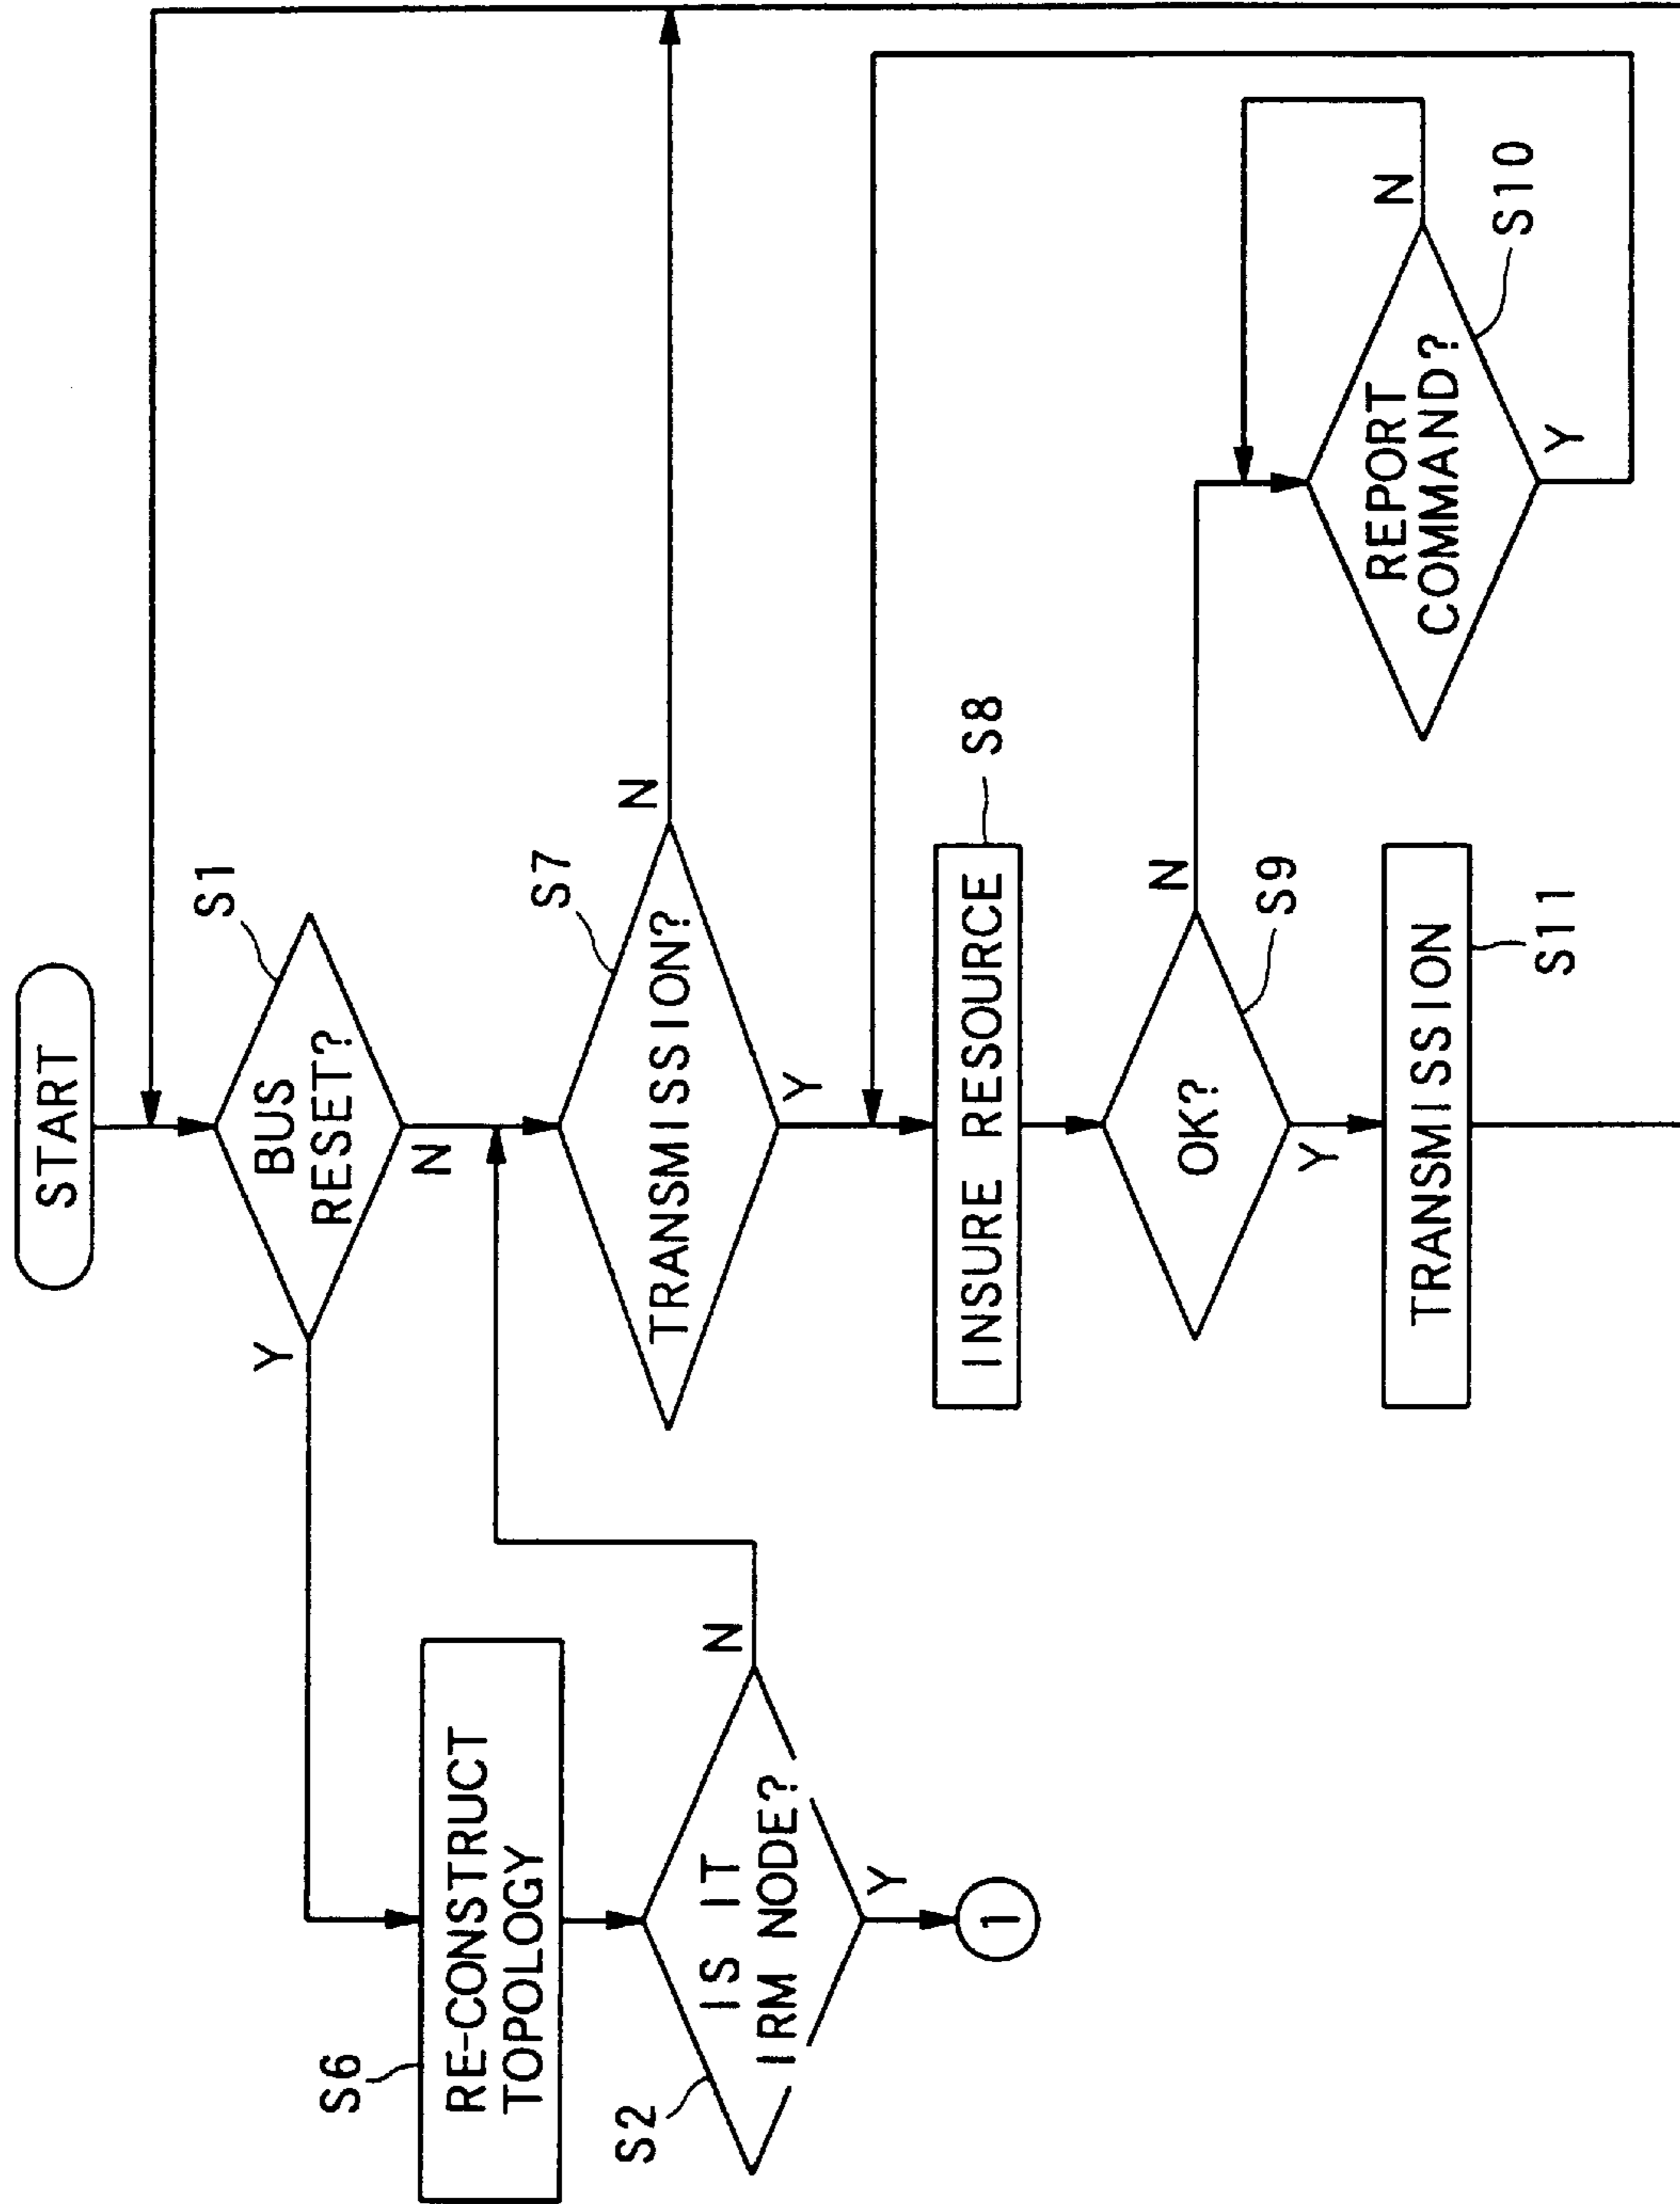 START
S1
BUS
RESET?
Y
N
S6
RE-CONSTRUCT
TOPOLOGY
S2
IS IT
IRM NODE?
N
Y
1
S7
TRANSMISSION?
N
Y
INSURE RESOURCE
S8
OK?
N
S9
Y
REPORT
COMMAND?
N
S10
Y
TRANSMISSION
S11